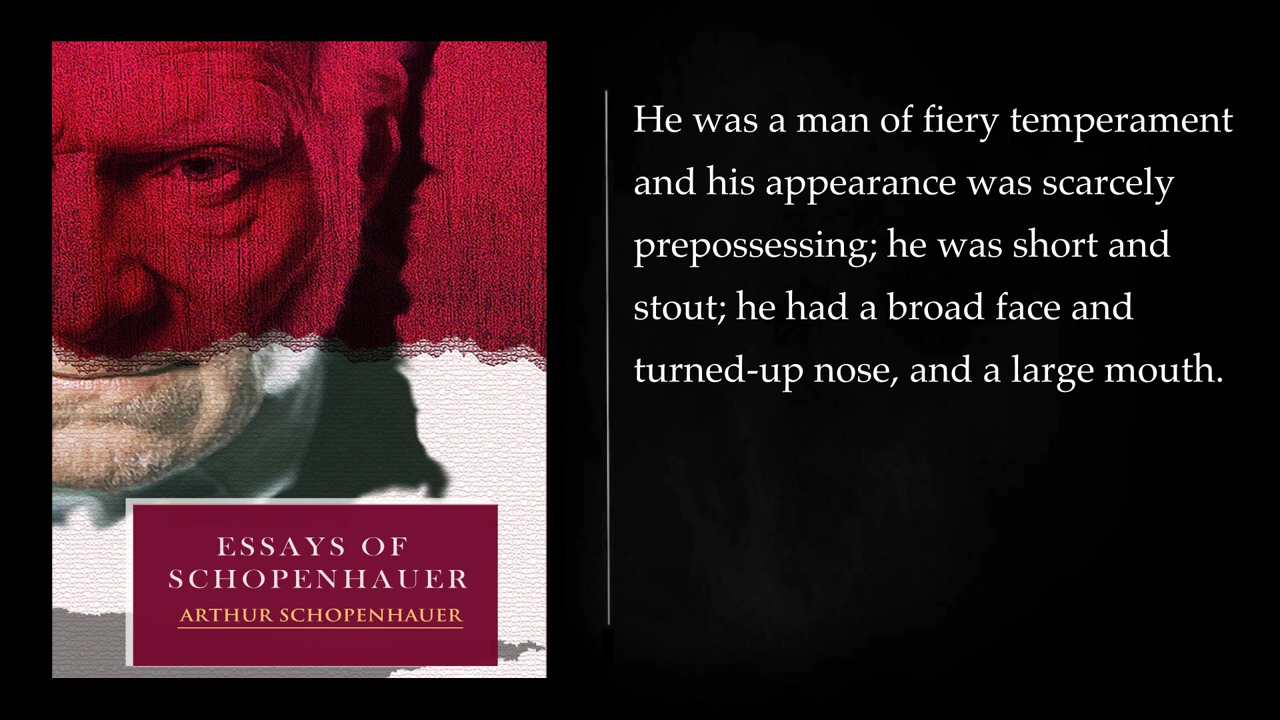 ESSAYS OF
SCHOPENHAUER
ARTHUR SCHOPENHAUER
He was a man of fiery temperament
and his appearance was scarcely
prepossessing; he was short and
stout; he had a broad face and
turned-up nose, and a large mouth.